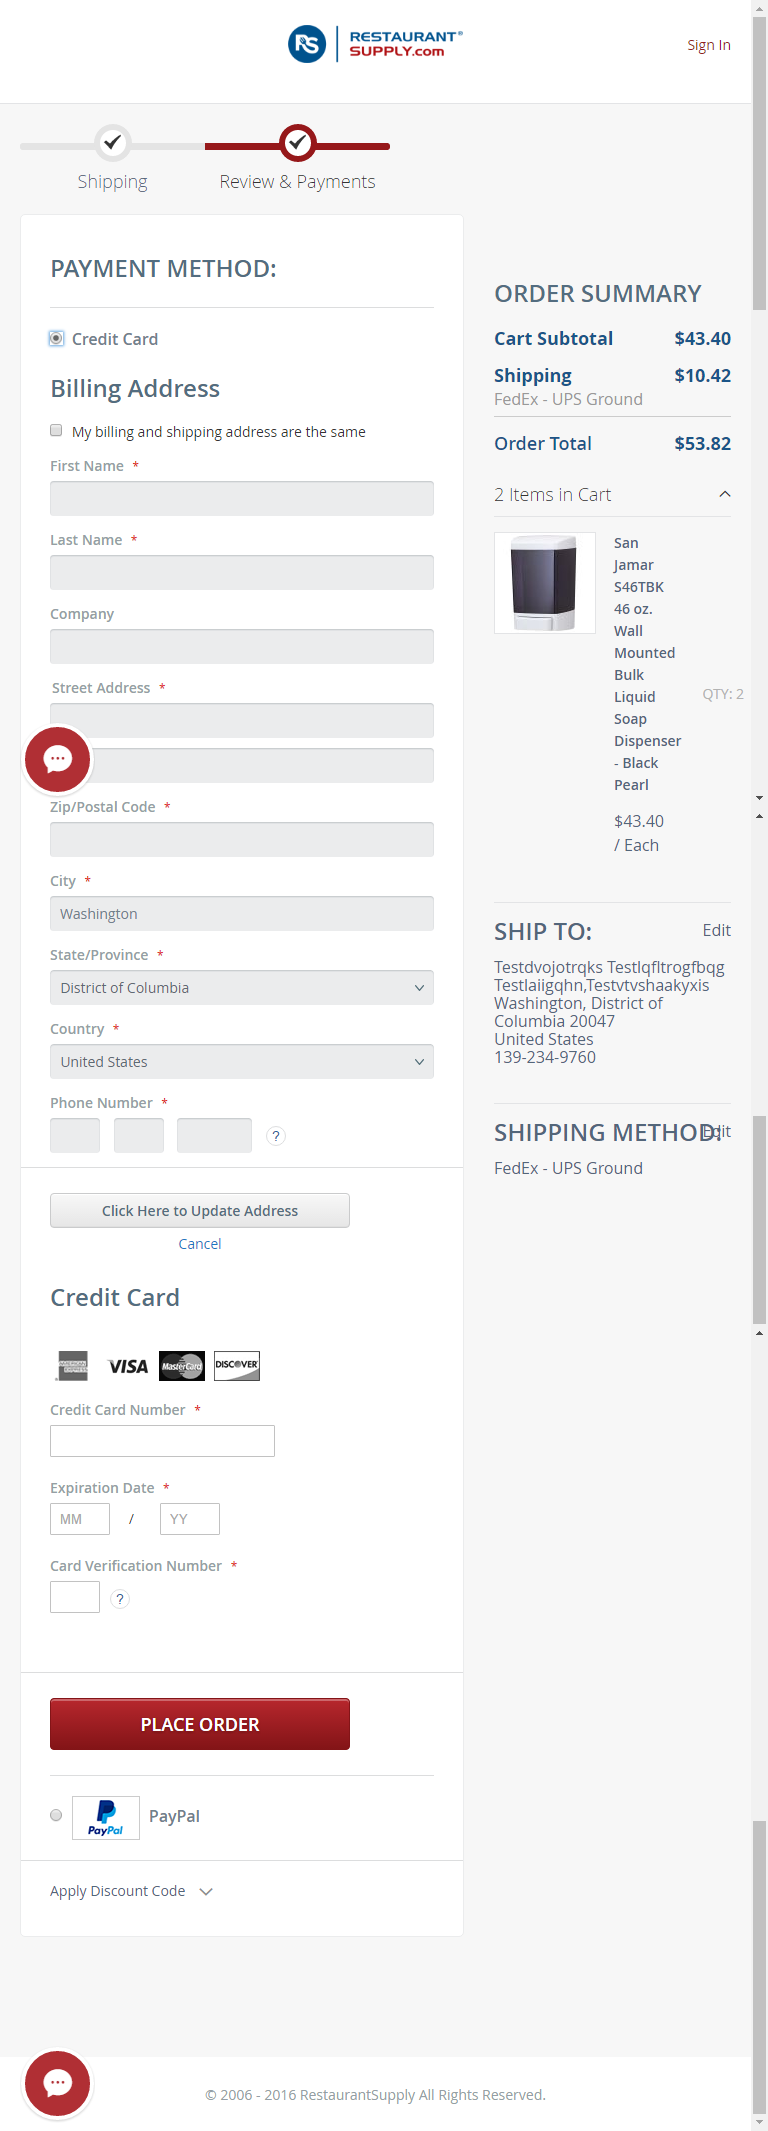 RS RESTAURANT®
SUPPLY.com
Sign In
Shipping
Review & Payments
PAYMENT METHOD:
Credit Card
Billing Address
My billing and shipping address are the same
First Name *
Last Name *
Company
Street Address *
Zip/Postal Code *
City *
Washington
State/Province *
District of Columbia
Country *
United States
Phone Number *
?
Click Here to Update Address
Cancel
Credit Card
AMERICAN EXPRESS VISA MasterCard DISCOVER
Credit Card Number *
Expiration Date *
MM / YY
Card Verification Number *
?
PLACE ORDER
PayPal PayPal
Apply Discount Code
ORDER SUMMARY
Cart Subtotal $43.40
Shipping $10.42
FedEx - UPS Ground
Order Total $53.82
2 Items in Cart
San
Jamar
S46TBK
46 oz.
Wall
Mounted
Bulk
Liquid
Soap
Dispenser
- Black
Pearl
QTY: 2
$43.40
/ Each
SHIP TO: Edit
Testdvojotrqks Testlqfltrogfbqg
Testlaiigqhn,Testvtvshaakyxis
Washington, District of
Columbia 20047
United States
139-234-9760
SHIPPING METHOD: Edit
FedEx - UPS Ground
© 2006 - 2016 RestaurantSupply All Rights Reserved.